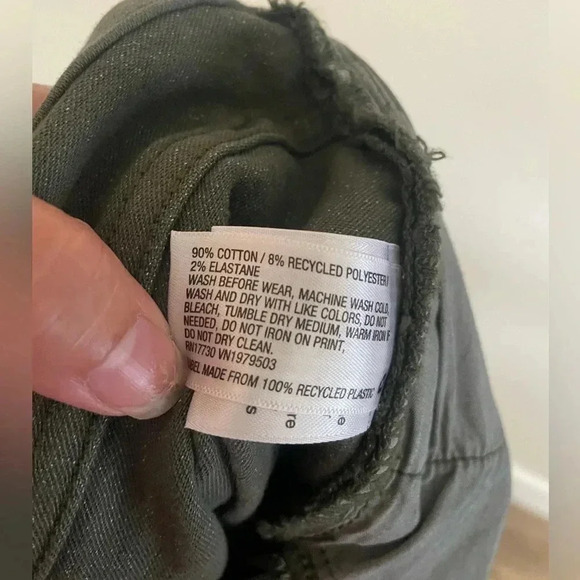 90% COTTON / 8% RECYCLED POLYESTER /
2% ELASTANE
WASH BEFORE WEAR, MACHINE WASH COLD,
WASH AND DRY WITH LIKE COLORS, DO NOT
BLEACH, TUMBLE DRY MEDIUM, WARM IRON IF
NEEDED, DO NOT IRON ON PRINT,
DO NOT DRY CLEAN.
RN17730 VN1979503
LABEL MADE FROM 100% RECYCLED PLASTIC